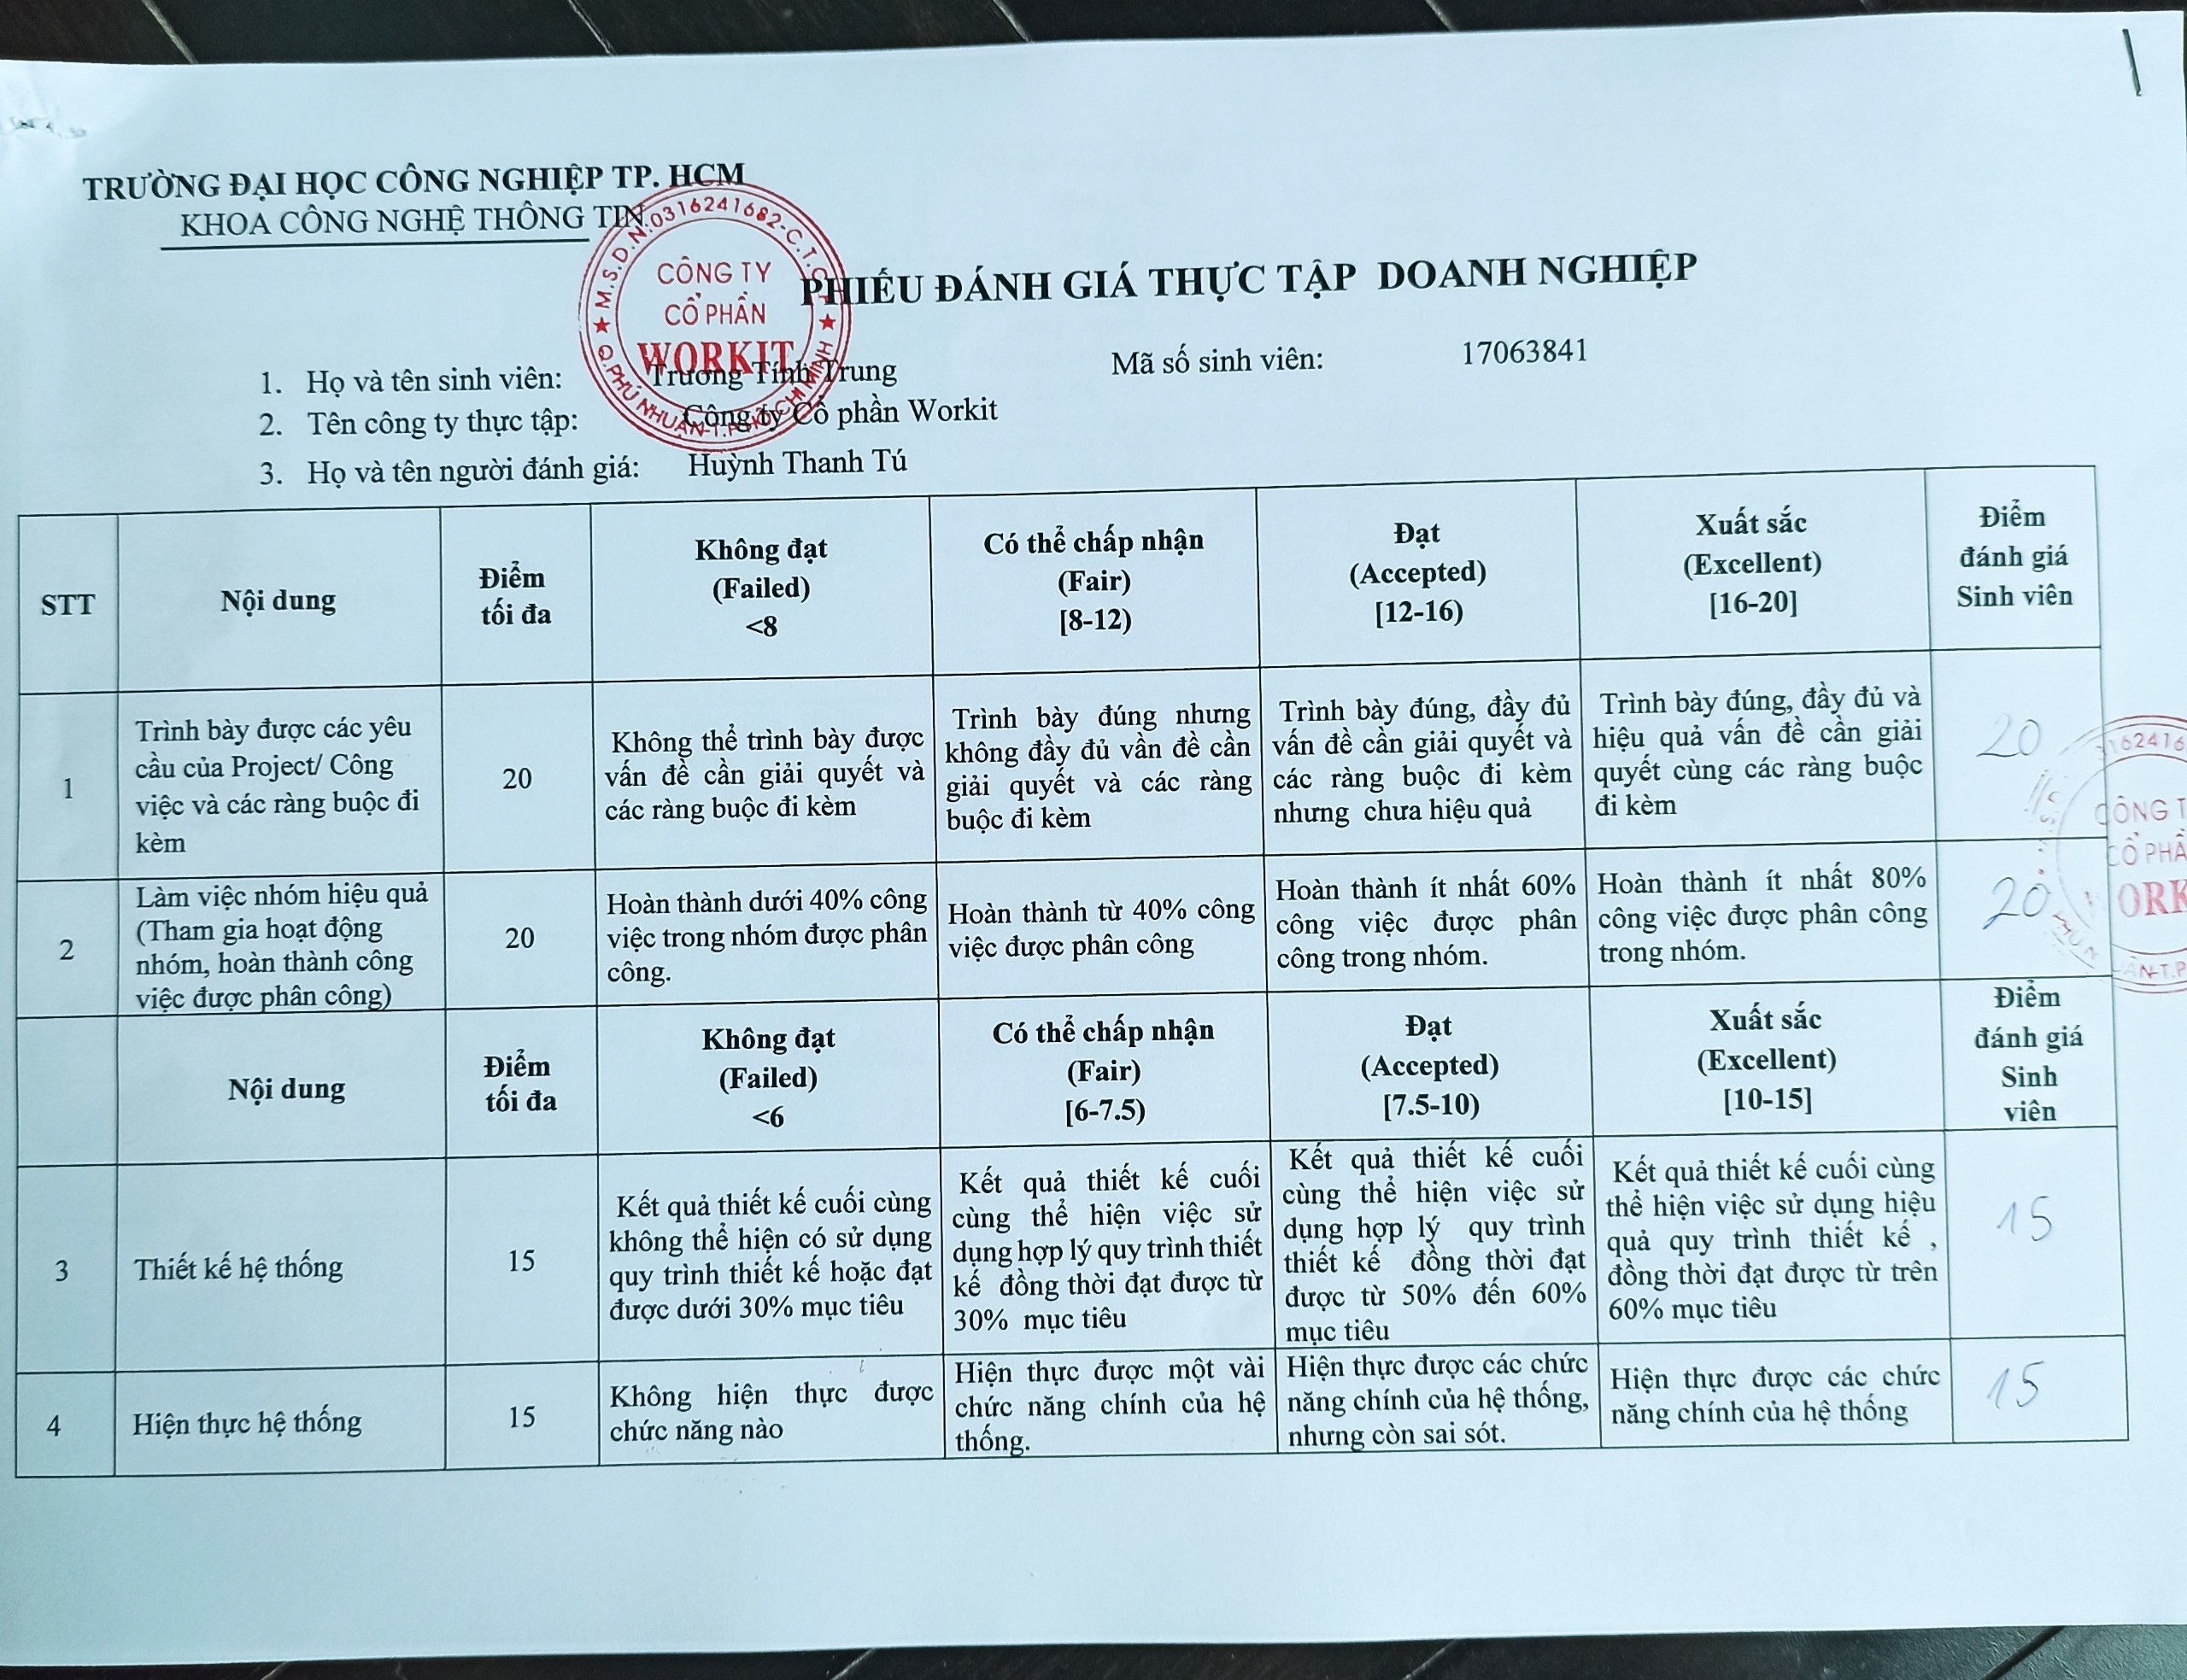 TRƯỜNG ĐẠI HỌC CÔNG NGHIỆP TP. HCM
KHOA CÔNG NGHỆ THÔNG TIN
M.S.D.N:0316241682-C.T.C
CÔNG TY
CỔ PHẦN
WORKIT
Q.PHÚ NHUẬN-T.P HỒ CHÍ MINH
PHIẾU ĐÁNH GIÁ THỰC TẬP DOANH NGHIỆP
1. Họ và tên sinh viên: Trương Tính Trung Mã số sinh viên: 17063841
2. Tên công ty thực tập: Công ty Cổ phần Workit
3. Họ và tên người đánh giá: Huỳnh Thanh Tú
STT
Nội dung
Điểm
tối đa
Không đạt
(Failed)
<8
Có thể chấp nhận
(Fair)
[8-12)
Đạt
(Accepted)
[12-16)
Xuất sắc
(Excellent)
[16-20]
Điểm
đánh giá
Sinh viên
1
Trình bày được các yêu
cầu của Project/ Công
việc và các ràng buộc đi
kèm
20
Không thể trình bày được
vấn đề cần giải quyết và
các ràng buộc đi kèm
Trình bày đúng nhưng
không đầy đủ vần đề cần
giải quyết và các ràng
buộc đi kèm
Trình bày đúng, đầy đủ
vấn đề cần giải quyết và
các ràng buộc đi kèm
nhưng chưa hiệu quả
Trình bày đúng, đầy đủ và
hiệu quả vấn đề cần giải
quyết cùng các ràng buộc
đi kèm
20
2
Làm việc nhóm hiệu quả
(Tham gia hoạt động
nhóm, hoàn thành công
việc được phân công)
20
Hoàn thành dưới 40% công
việc trong nhóm được phân
công.
Hoàn thành từ 40% công
việc được phân công
Hoàn thành ít nhất 60%
công việc được phân
công trong nhóm.
Hoàn thành ít nhất 80%
công việc được phân công
trong nhóm.
20
3162416
CÔNG T
CỔ PHẦ
ORK
ẬN-T.P
Nội dung
Điểm
tối đa
Không đạt
(Failed)
<6
Có thể chấp nhận
(Fair)
[6-7.5)
Đạt
(Accepted)
[7.5-10)
Xuất sắc
(Excellent)
[10-15]
Điểm
đánh giá
Sinh
viên
3
Thiết kế hệ thống
15
Kết quả thiết kế cuối cùng
không thể hiện có sử dụng
quy trình thiết kế hoặc đạt
được dưới 30% mục tiêu
Kết quả thiết kế cuối
cùng thể hiện việc sử
dụng hợp lý quy trình thiết
kế đồng thời đạt được từ
30% mục tiêu
Kết quả thiết kế cuối
cùng thể hiện việc sử
dụng hợp lý quy trình
thiết kế đồng thời đạt
được từ 50% đến 60%
mục tiêu
Kết quả thiết kế cuối cùng
thể hiện việc sử dụng hiệu
quả quy trình thiết kế ,
đồng thời đạt được từ trên
60% mục tiêu
15
4
Hiện thực hệ thống
15
Không hiện thực được
chức năng nào
Hiện thực được một vài
chức năng chính của hệ
thống.
Hiện thực được các chức
năng chính của hệ thống,
nhưng còn sai sót.
Hiện thực được các chức
năng chính của hệ thống
15